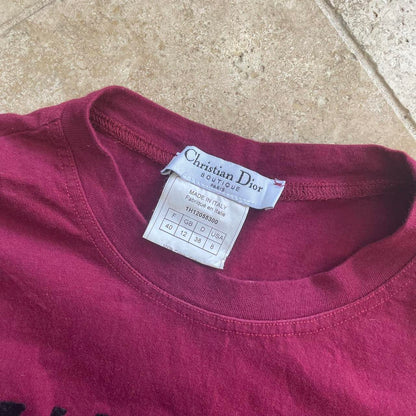 Christian Dior
BOUTIQUE
PARIS
MADE IN ITALY
Fabriqué en Italie
F GB D USA
40 12 38 8